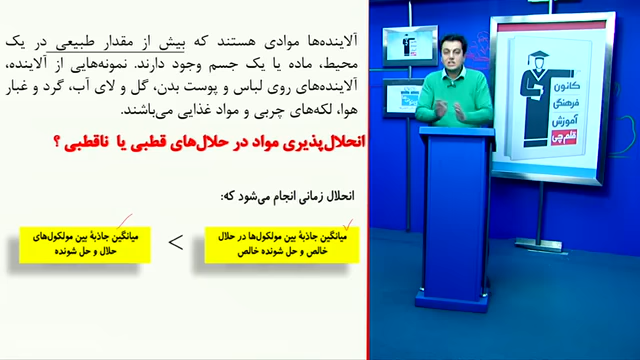 آلاینده‌ها موادی هستند که بیش از مقدار طبیعی در یک
محیط، ماده یا یک جسم وجود دارند. نمونه‌هایی از آلاینده،
آلاینده‌های روی لباس و پوست بدن، گل و لای آب، گرد و غبار
هوا، لکه‌های چربی و مواد غذایی می‌باشند.
انحلال‌پذیری مواد در حلال‌های قطبی یا ناقطبی ؟
انحلال زمانی انجام می‌شود که:
میانگین جاذبۀ بین مولکول‌ها در حلال
خالص و حل شونده خالص
>
میانگین جاذبۀ بین مولکول‌های
حلال و حل شونده
کانون
فرهنگی
آموزش
قلم‌چی